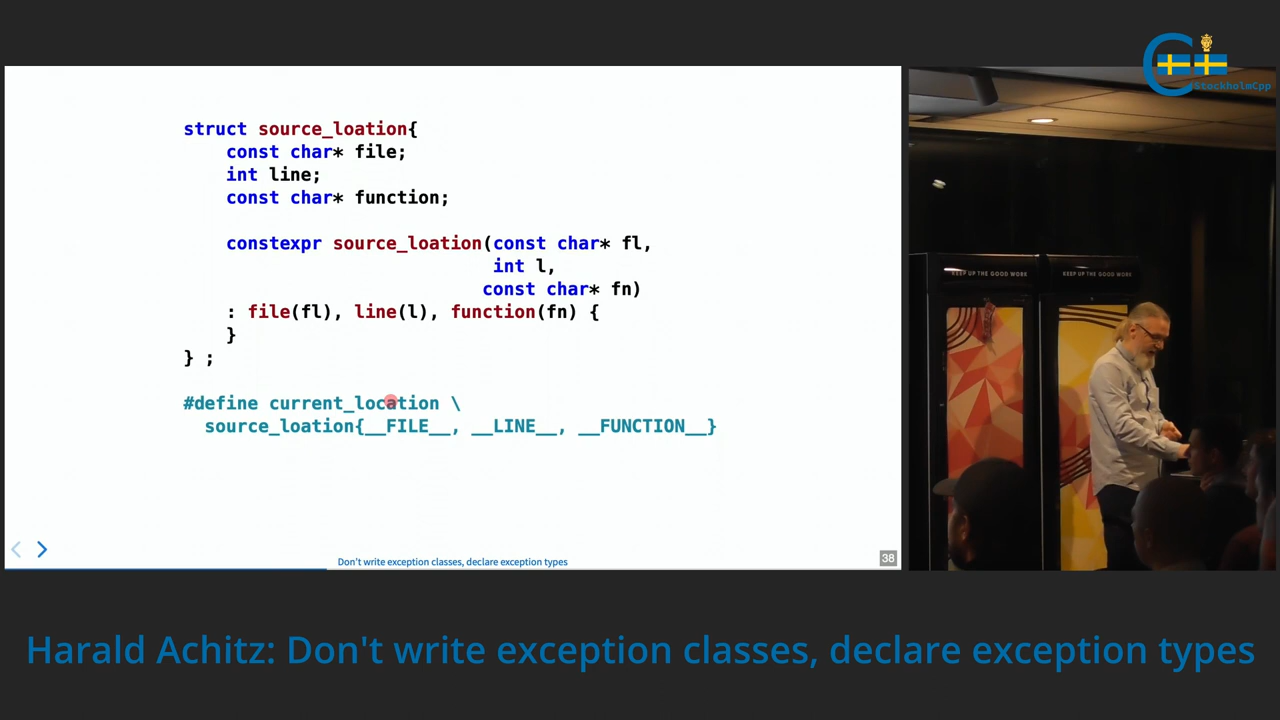 StockholmCpp
struct source_loation{
    const char* file;
    int line;
    const char* function;
    constexpr source_loation(const char* fl,
                             int l,
                            const char* fn)
    : file(fl), line(l), function(fn) {
    }
} ;
#define current_location \
  source_loation{__FILE__, __LINE__, __FUNCTION__}
Don't write exception classes, declare exception types
38
KEEP UP THE GOOD WORK
KEEP UP THE GOOD WORK
Harald Achitz: Don't write exception classes, declare exception types